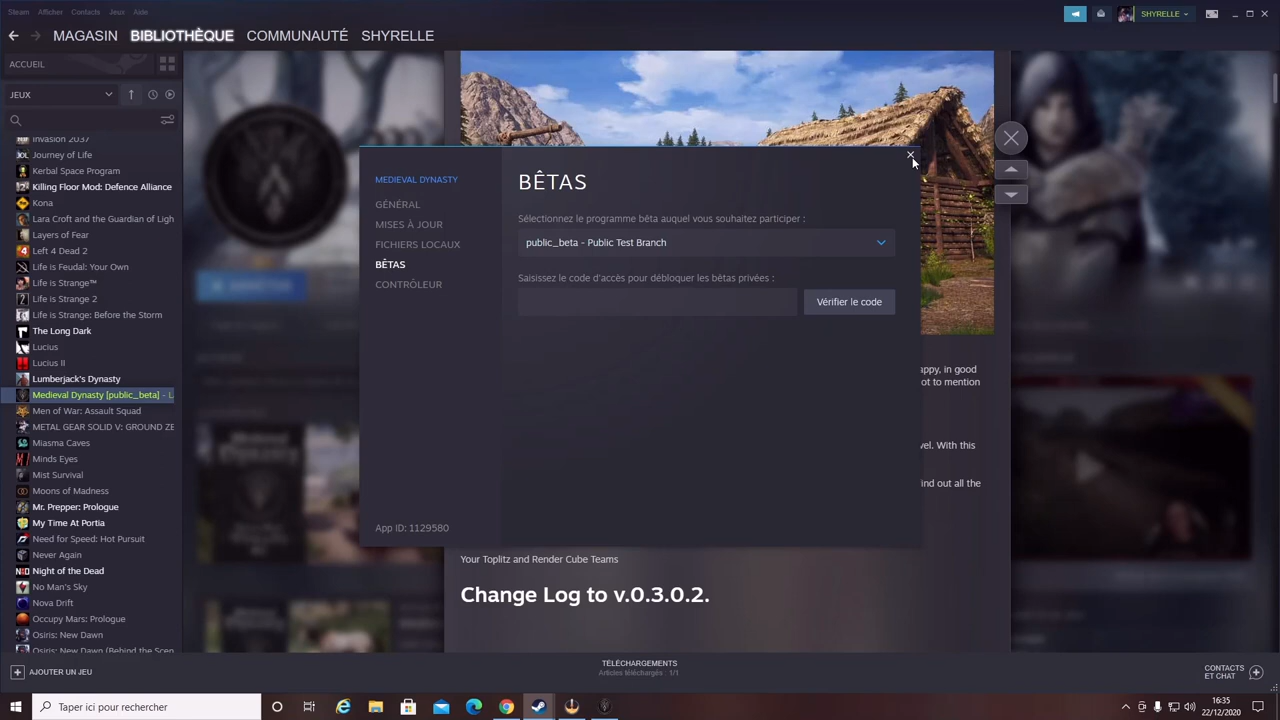 Steam Afficher Contacts Jeux Aide
SHYRELLE
MAGASIN BIBLIOTHÈQUE COMMUNAUTÉ SHYRELLE
ACCUEIL
JEUX
Invasion 2037
Journey of Life
Kerbal Space Program
Killing Floor Mod: Defence Alliance
Kona
Lara Croft and the Guardian of Ligh
Layers of Fear
Left 4 Dead 2
Life is Feudal: Your Own
Life is Strange™
Life is Strange 2
Life is Strange: Before the Storm
The Long Dark
Lucius
Lucius II
Lumberjack's Dynasty
Medieval Dynasty [public_beta] - L
Men of War: Assault Squad
METAL GEAR SOLID V: GROUND ZE
Miasma Caves
Minds Eyes
Mist Survival
Moons of Madness
Mr. Prepper: Prologue
My Time At Portia
Need for Speed: Hot Pursuit
Never Again
Night of the Dead
No Man's Sky
Nova Drift
Occupy Mars: Prologue
Osiris: New Dawn
Osiris: New Dawn (Behind the Scen
AJOUTER UN JEU
MEDIEVAL DYNASTY
GÉNÉRAL
MISES À JOUR
FICHIERS LOCAUX
BÊTAS
CONTRÔLEUR
App ID: 1129580
BÊTAS
Sélectionnez le programme bêta auquel vous souhaitez participer :
public_beta - Public Test Branch
Saisissez le code d'accès pour débloquer les bêtas privées :
Vérifier le code
appy, in good
ot to mention
vel. With this
ind out all the
Your Toplitz and Render Cube Teams
Change Log to v.0.3.0.2.
TÉLÉCHARGEMENTS
Articles téléchargés : 1/1
CONTACTS
ET CHAT
Taper ici pour rechercher
16:35
22/12/2020